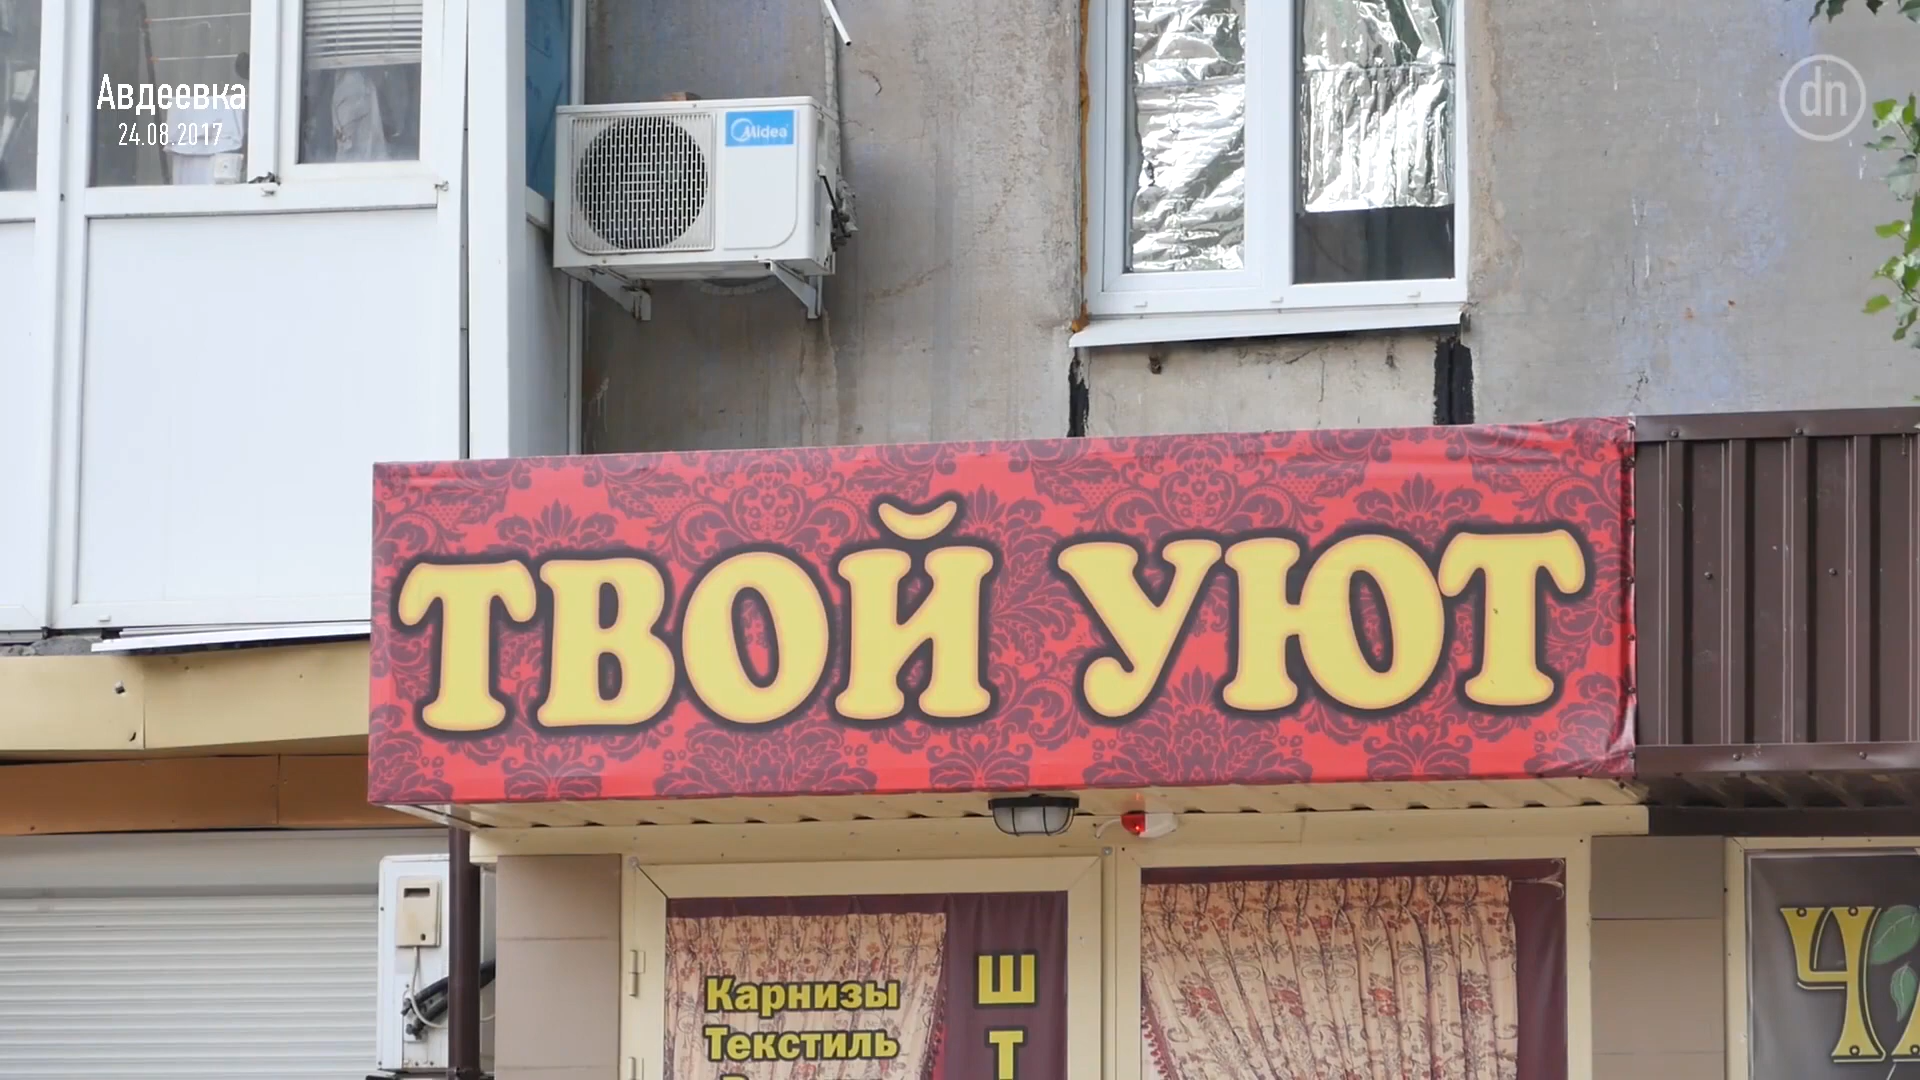 Авдеевка
24.08.2017
dn
Midea
ТВОЙ УЮТ
Карнизы
Текстиль
Ш
Т